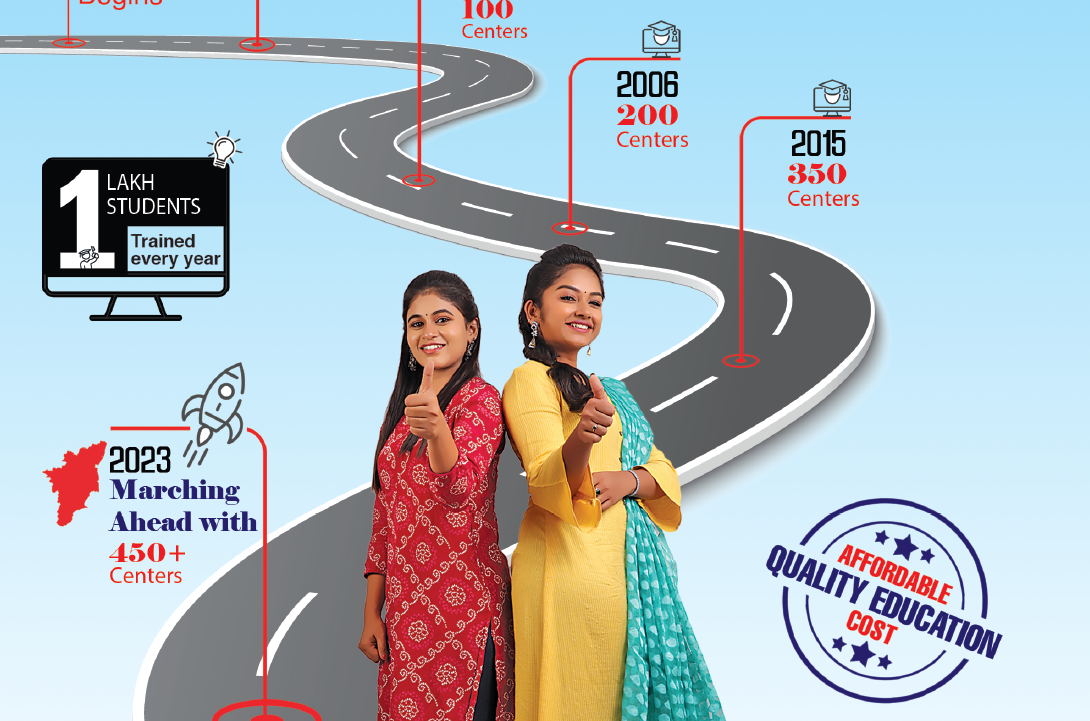 Begins
100
Centers
2006
200
Centers
2015
350
Centers
1
LAKH
STUDENTS
Trained
every year
2023
Marching
Ahead with
450+
Centers
AFFORDABLE
QUALITY EDUCATION
COST